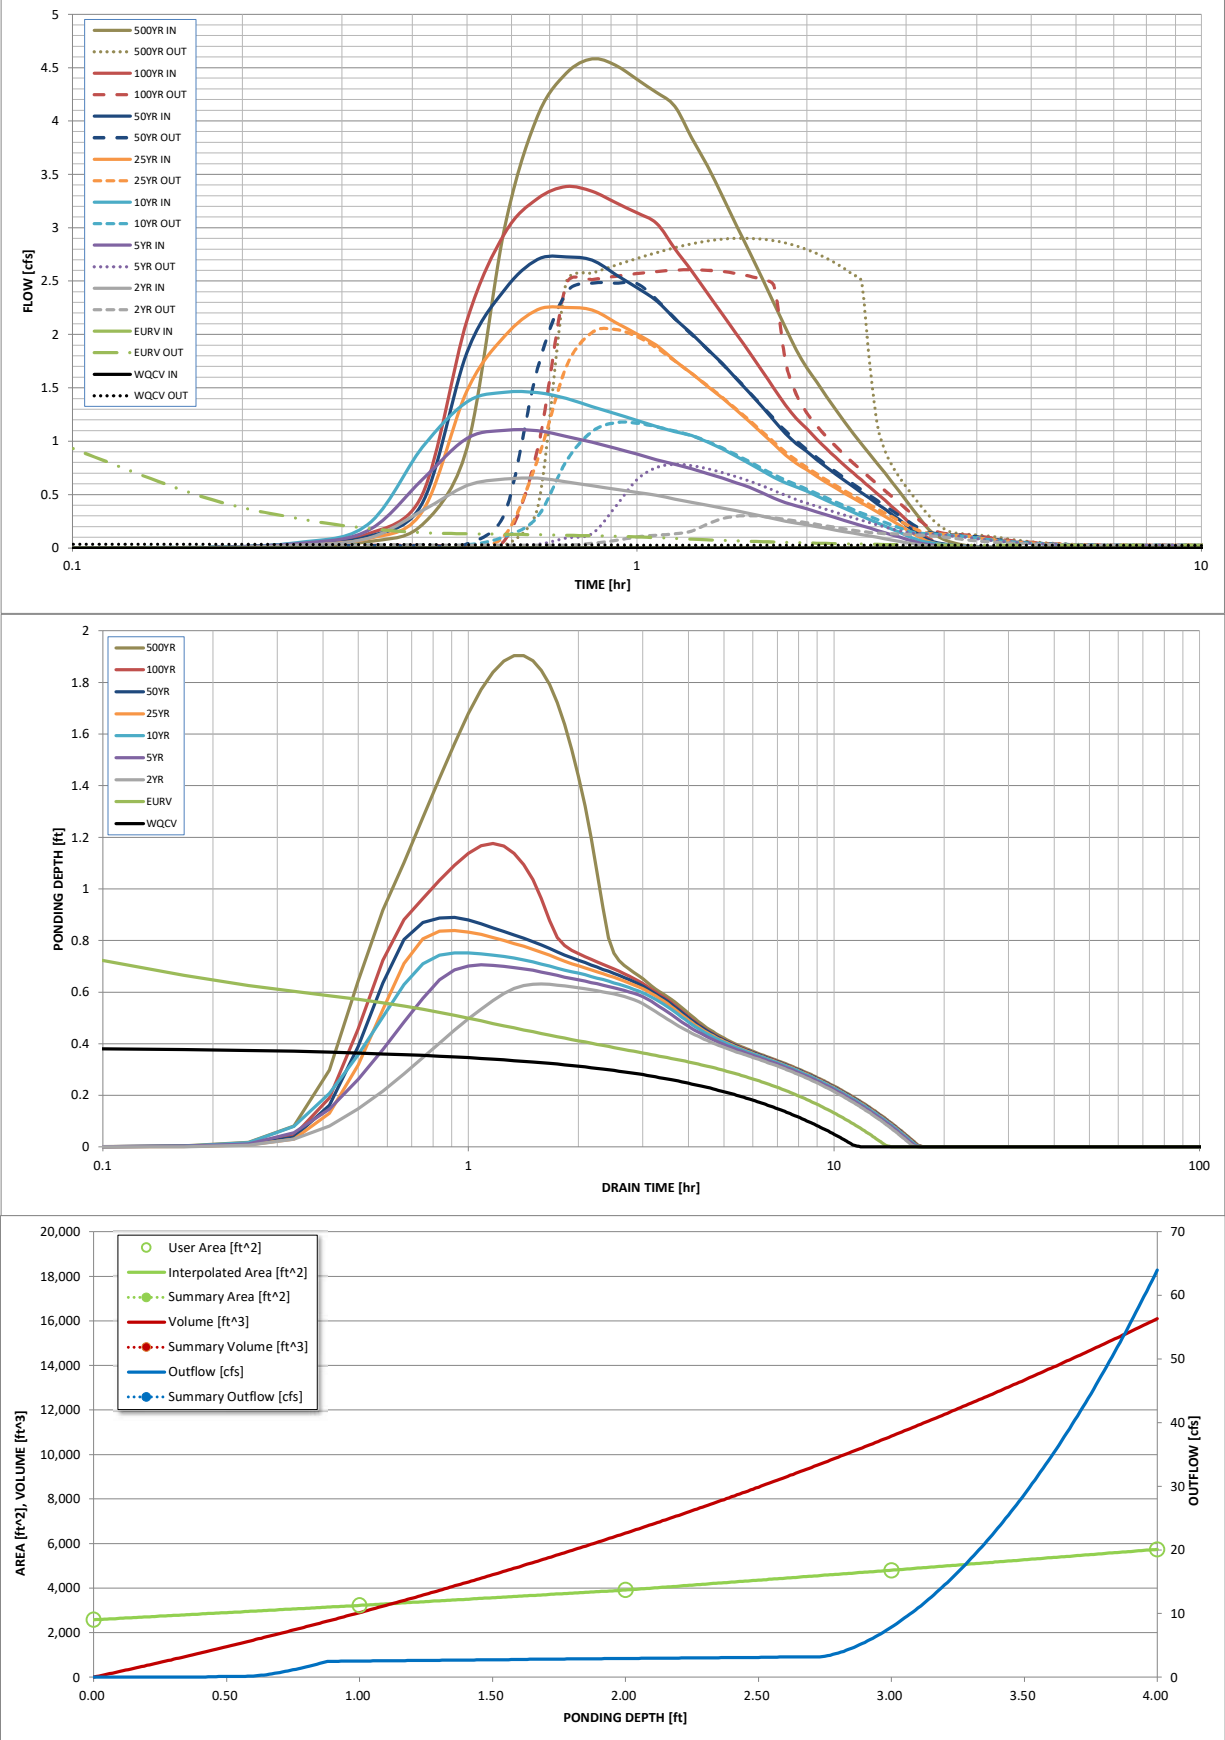 5
4.5
4
3.5
3
2.5
2
1.5
1
0.5
0
FLOW [cfs]
500YR IN
500YR OUT
100YR IN
100YR OUT
50YR IN
50YR OUT
25YR IN
25YR OUT
10YR IN
10YR OUT
5YR IN
5YR OUT
2YR IN
2YR OUT
EURV IN
EURV OUT
WQCV IN
WQCV OUT
0.1 1 10
TIME [hr]
2
1.8
1.6
1.4
1.2
1
0.8
0.6
0.4
0.2
0
PONDING DEPTH [ft]
500YR
100YR
50YR
25YR
10YR
5YR
2YR
EURV
WQCV
0.1 1 10 100
DRAIN TIME [hr]
20,000
18,000
16,000
14,000
12,000
10,000
8,000
6,000
4,000
2,000
0
AREA [ft^2], VOLUME [ft^3]
User Area [ft^2]
Interpolated Area [ft^2]
Summary Area [ft^2]
Volume [ft^3]
Summary Volume [ft^3]
Outflow [cfs]
Summary Outflow [cfs]
70
60
50
40
30
20
10
0
OUTFLOW [cfs]
0.00 0.50 1.00 1.50 2.00 2.50 3.00 3.50 4.00
PONDING DEPTH [ft]